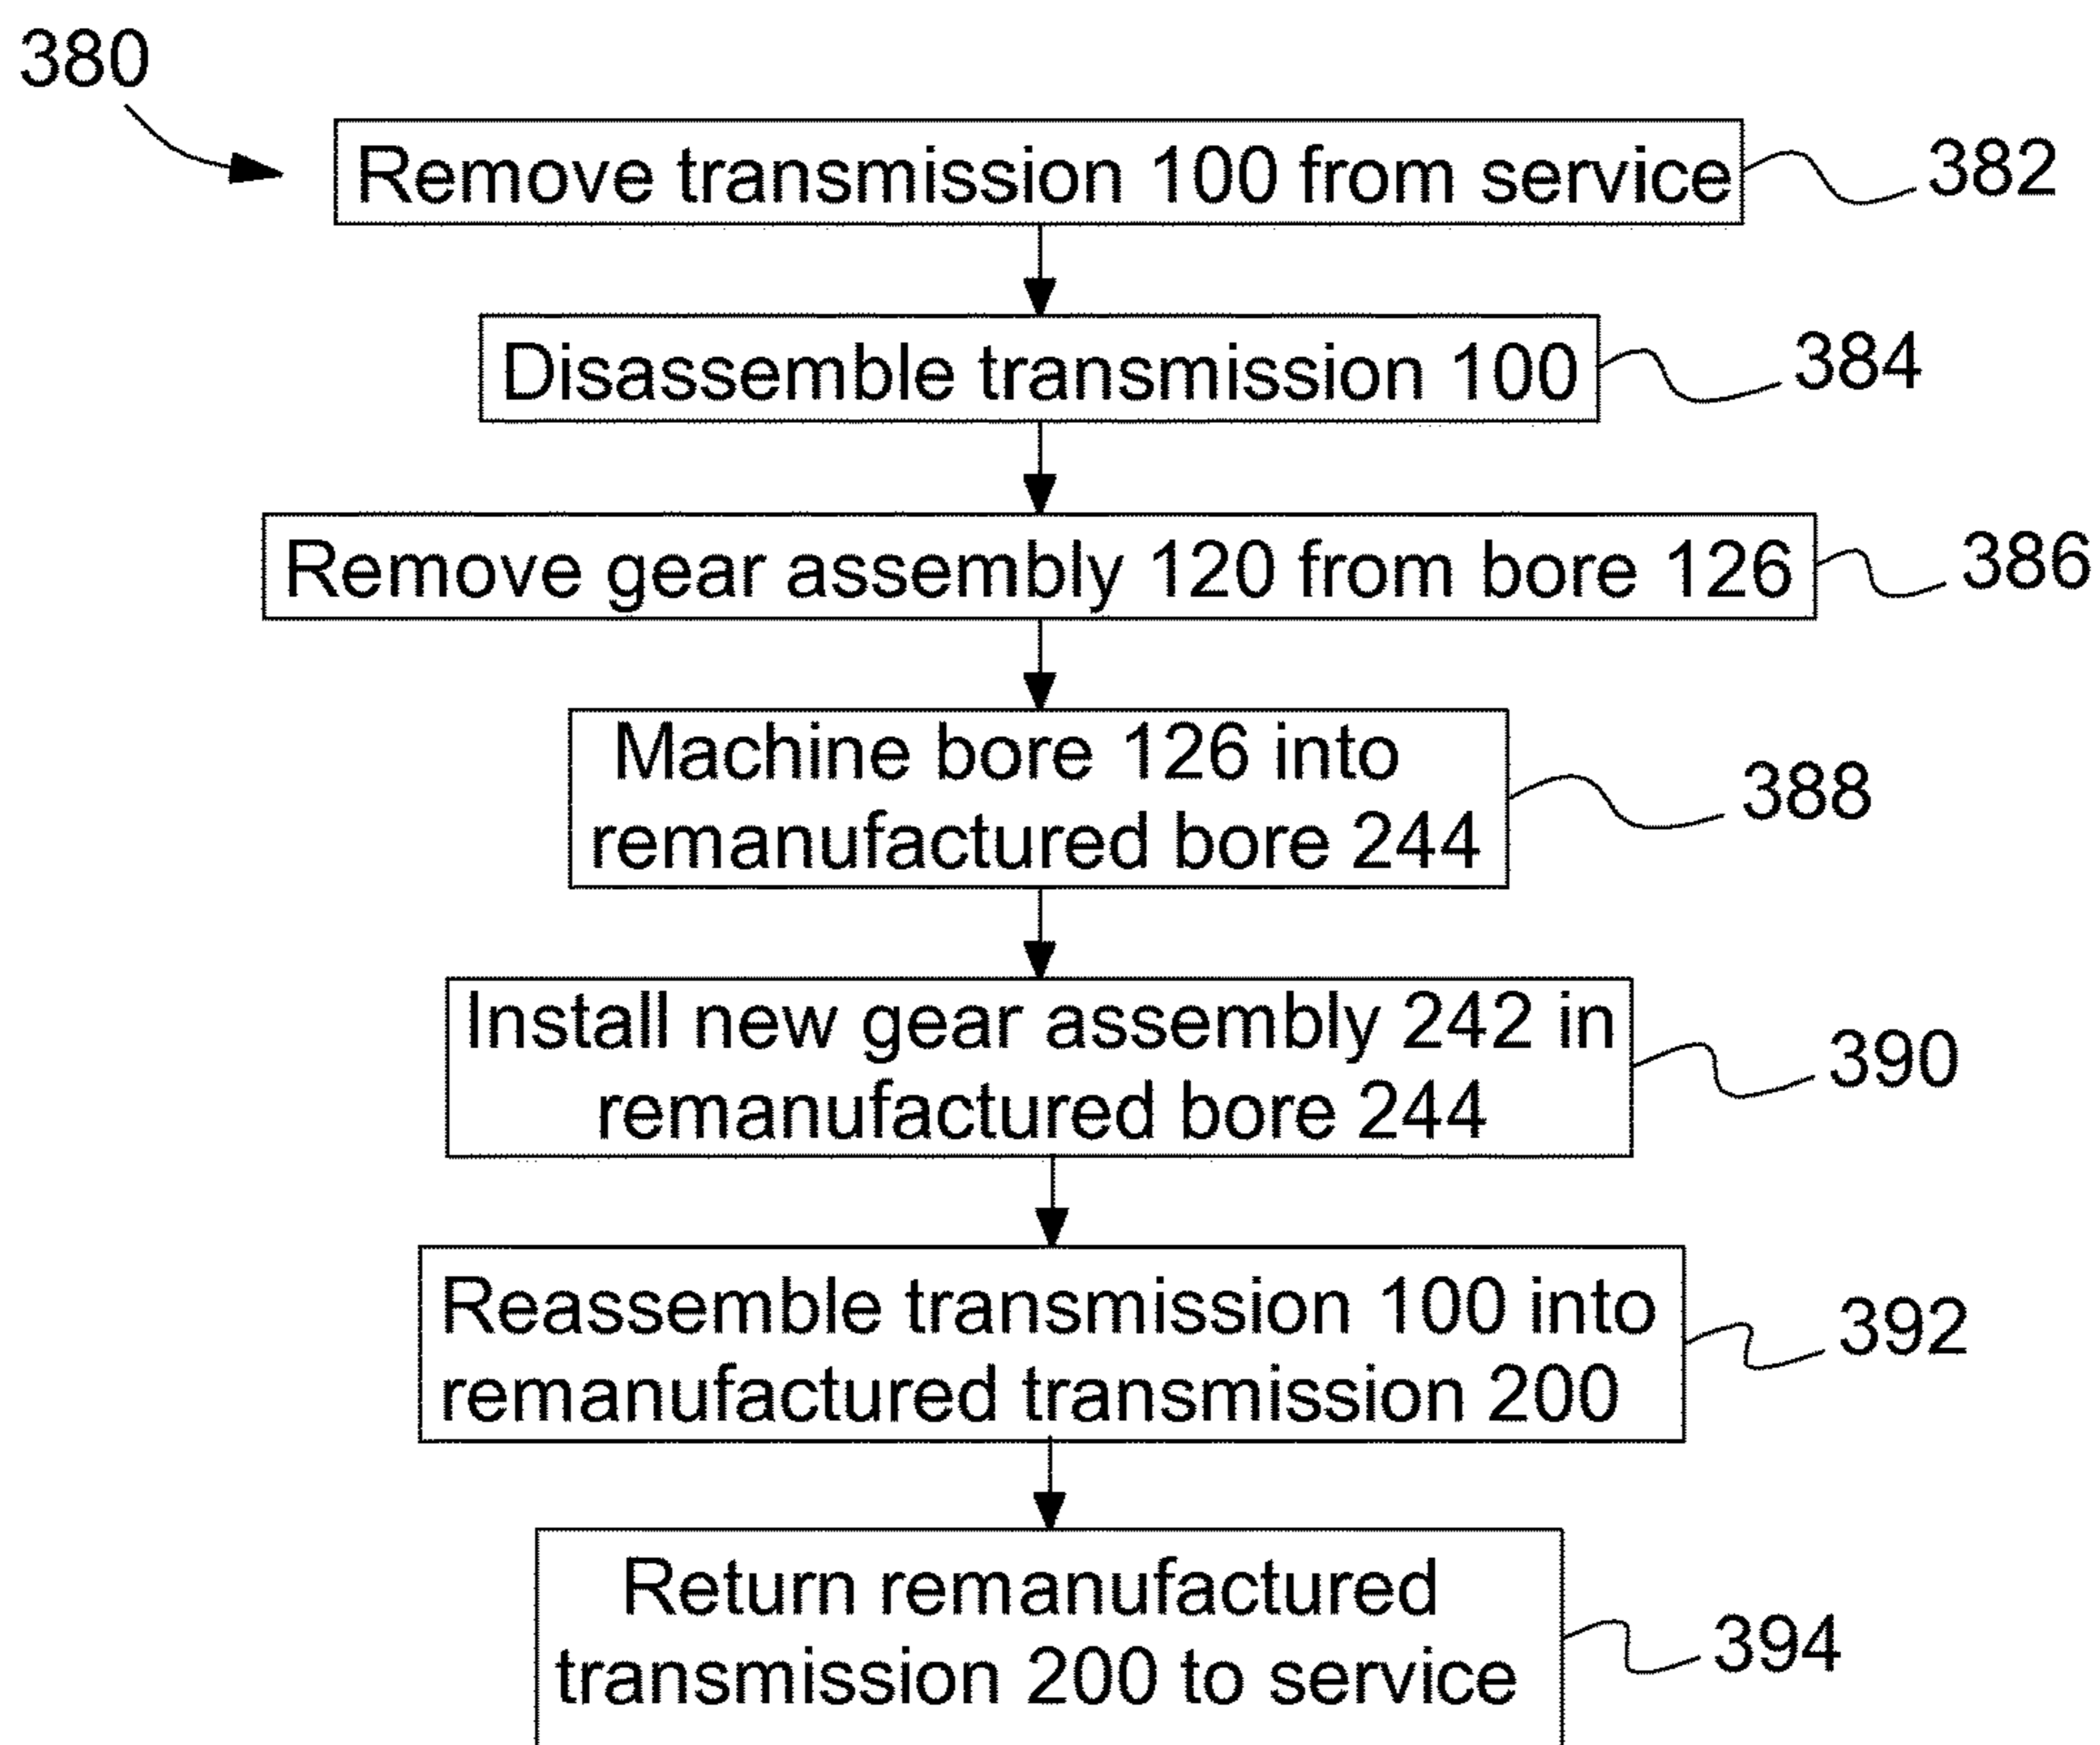 380
Remove transmission 100 from service
382
Disassemble transmission 100
384
Remove gear assembly 120 from bore 126
386
Machine bore 126 into
remanufactured bore 244
388
Install new gear assembly 242 in
remanufactured bore 244
390
Reassemble transmission 100 into
remanufactured transmission 200
392
Return remanufactured
transmission 200 to service
394